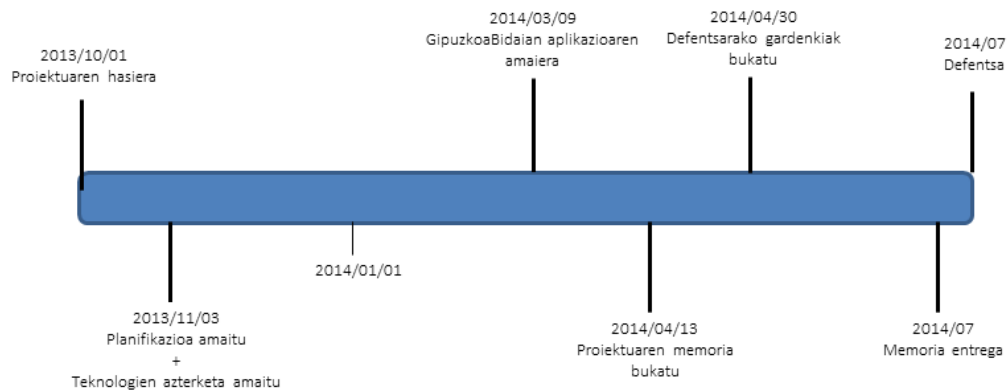 2013/10/01
Proiektuaren hasiera
2014/03/09
GipuzkoaBidaian aplikazioaren
amaiera
2014/04/30
Defentsarako gardenkiak
bukatu
2014/07
Defentsa
2013/11/03
Planifikazioa amaitu
+
Teknologien azterketa amaitu
2014/01/01
2014/04/13
Proiektuaren memoria
bukatu
2014/07
Memoria entrega